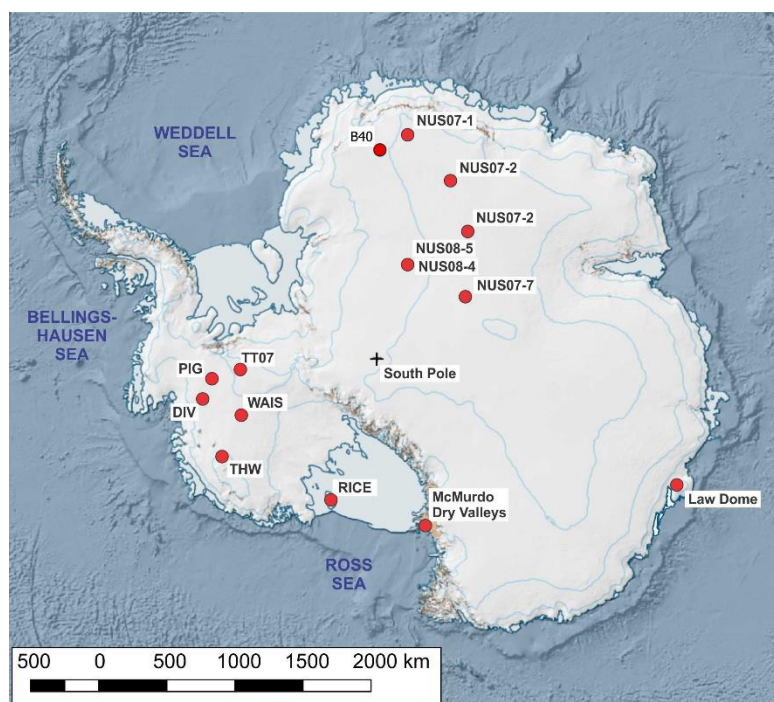 NUS07-1
B40
WEDDELL
SEA
NUS07-2
NUS07-2
NUS08-5
NUS08-4
NUS07-7
BELLINGS-
HAUSEN
SEA
TT07
PIG
South Pole
DIV
WAIS
THW
RICE
McMurdo
Dry Valleys
Law Dome
ROSS
SEA
500 0 500 1000 1500 2000 km